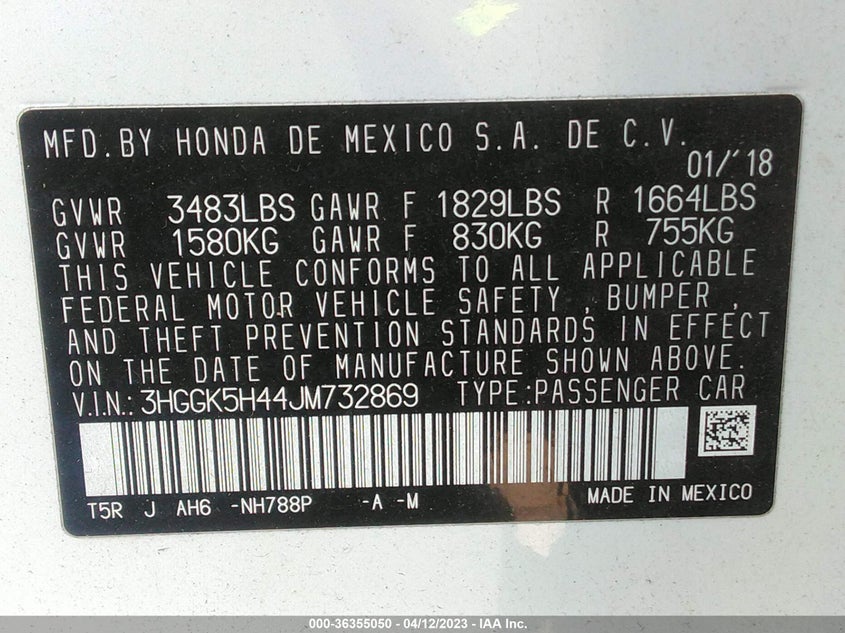 MFD. BY HONDA DE MEXICO S.A. DE C.V.
01/'18
GVWR 3483LBS GAWR F 1829LBS R 1664LBS
GVWR 1580KG GAWR F 830KG R 755KG
THIS VEHICLE CONFORMS TO ALL APPLICABLE
FEDERAL MOTOR VEHICLE SAFETY, BUMPER,
AND THEFT PREVENTION STANDARDS IN EFFECT
ON THE DATE OF MANUFACTURE SHOWN ABOVE.
V.I.N.: 3HGGK5H44JM732869 TYPE:PASSENGER CAR
T5R J AH6 -NH788P -A -M MADE IN MEXICO
000-36355050 - 04/12/2023 - IAA Inc.